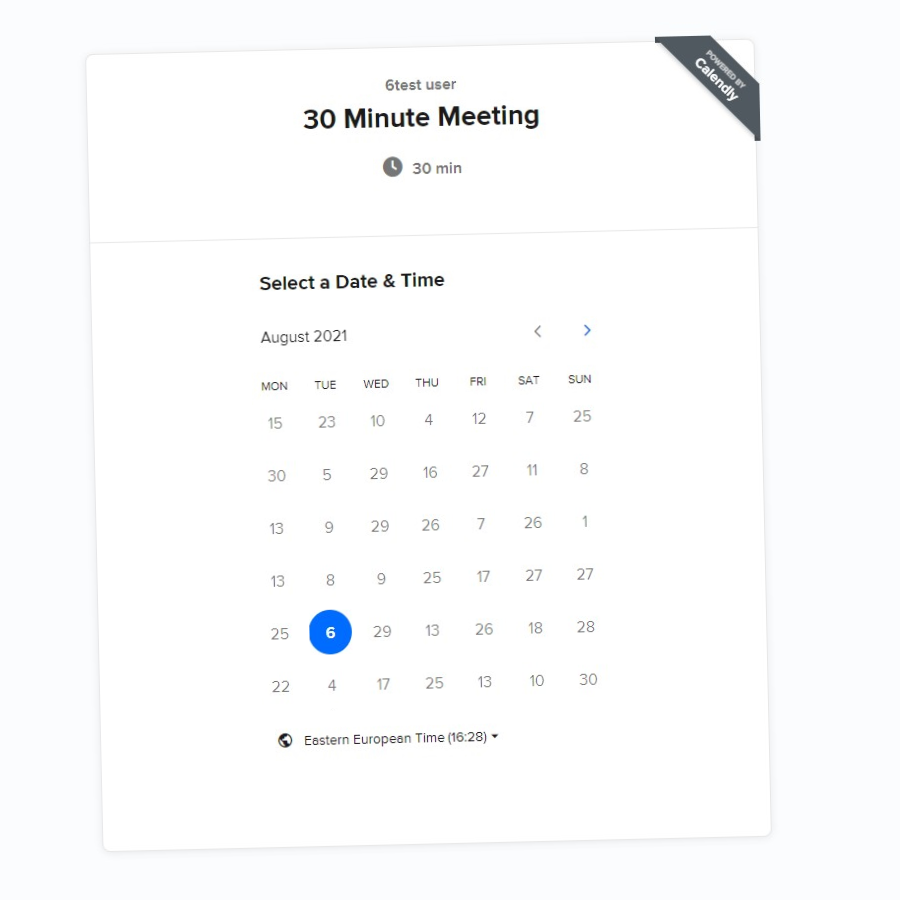 POWERED BY
Calendly
6test user
30 Minute Meeting
30 min
Select a Date & Time
August 2021
MON TUE WED THU FRI SAT SUN
15 23 10 4 12 7 25
30 5 29 16 27 11 8
13 9 29 26 7 26 1
13 8 9 25 17 27 27
25 6 29 13 26 18 28
22 4 17 25 13 10 30
Eastern European Time (16:28)